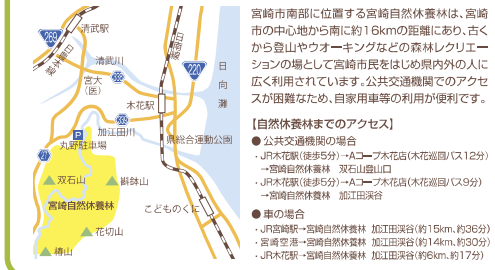 清武駅
269
日豊本線
清武川
宮大
(医)
338
木花駅
日南線
220
日向灘
339
加江田川
P
丸野駐車場
県総合運動公園
27
双石山
斟鉢山
宮崎自然休養林
こどものくに
花切山
椿山
宮崎市南部に位置する宮崎自然休養林は、宮崎
市の中心地から南に約16kmの距離にあり、古く
から登山やウオーキングなどの森林レクリエー
ションの場として宮崎市民をはじめ県内外の人に
広く利用されています。公共交通機関でのアクセ
スが困難なため、自家用車等の利用が便利です。
【自然休養林までのアクセス】
● 公共交通機関の場合
・JR木花駅(徒歩5分)→Aコープ木花店(木花巡回バス12分)
→宮崎自然休養林 双石山登山口
・JR木花駅(徒歩5分)→Aコープ木花店(木花巡回バス9分)
→宮崎自然休養林 加江田渓谷
● 車の場合
・JR宮崎駅→宮崎自然休養林 加江田渓谷(約15km、約36分)
・宮崎空港→宮崎自然休養林 加江田渓谷(約14km、約30分)
・JR木花駅→宮崎自然休養林 加江田渓谷(約6km、約17分)